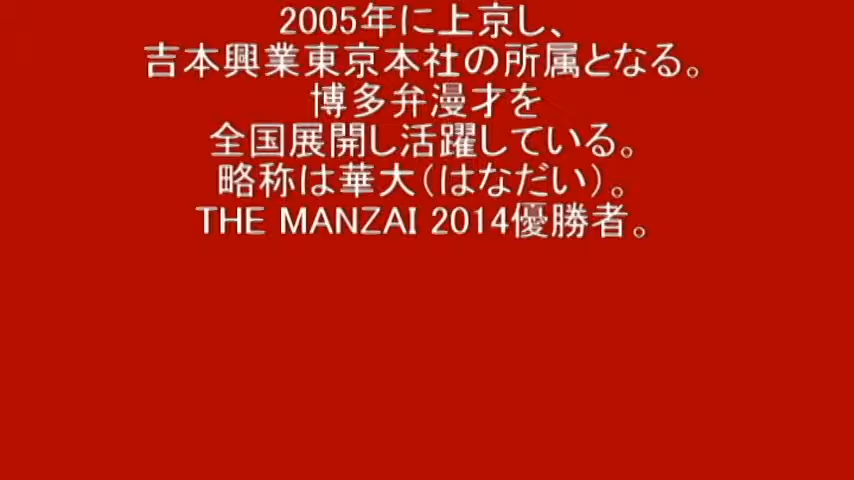 2005年に上京し、
吉本興業東京本社の所属となる。
博多弁漫才を
全国展開し活躍している。
略称は華大（はなだい）。
THE MANZAI 2014優勝者。